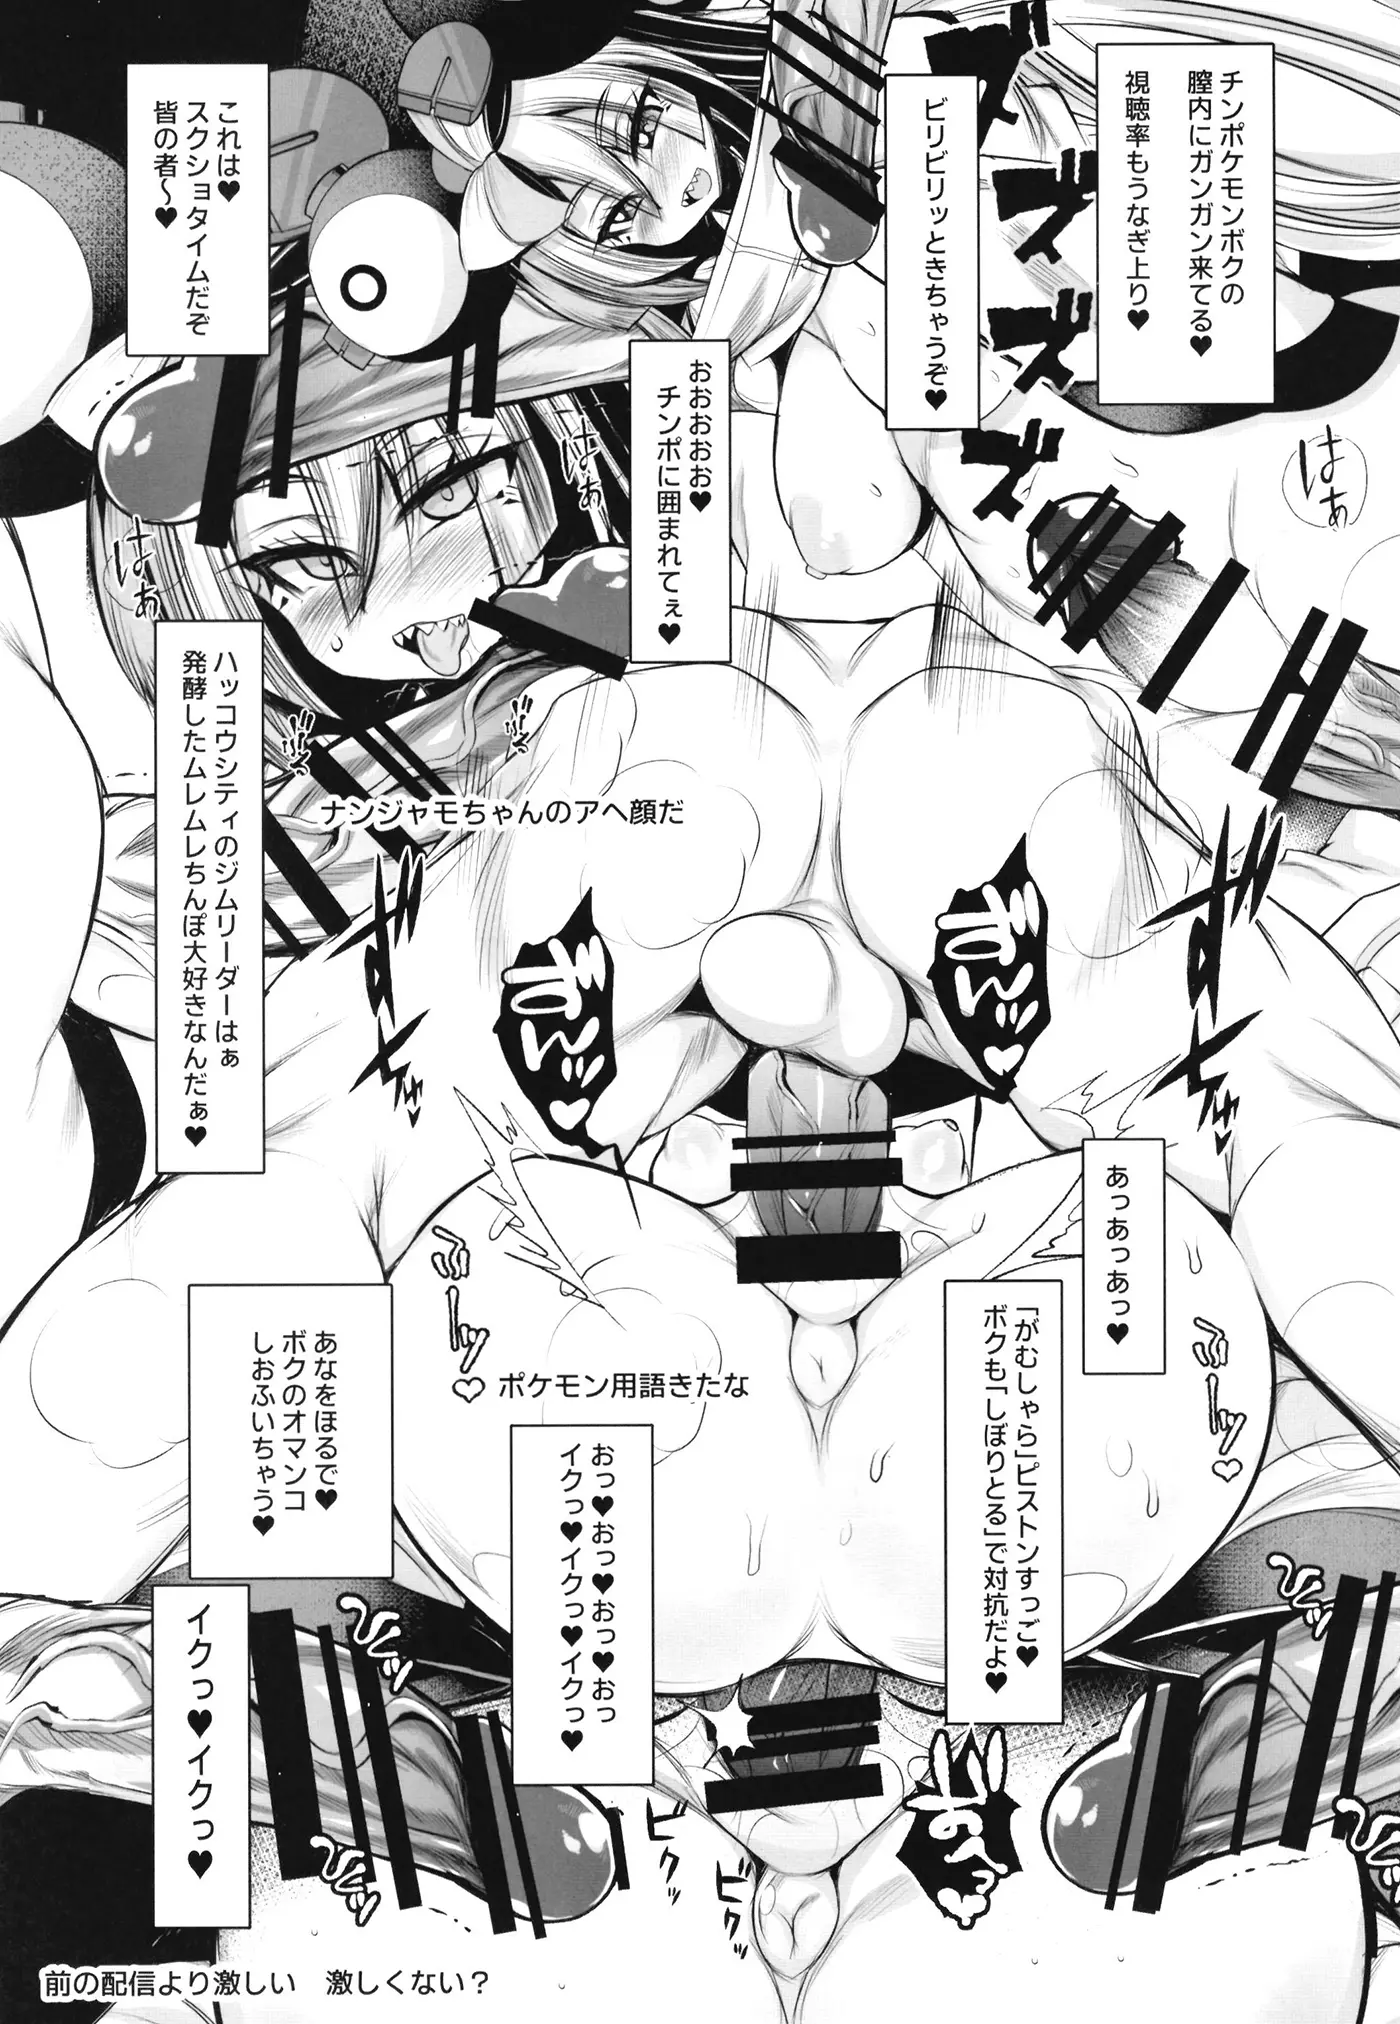 チンポケモンボクの
膣内にガンガン来てる♥
視聴率もうなぎ上り♥
ビリビリッときちゃうぞ♥
ズズズ
これは♥
スクショタイムだぞ
皆の者～♥
おおおおお♥
チンポに囲まれてぇ♥
はぁ
はぁ
はぁ
ハッコウシティのジムリーダーはぁ
発酵したムレムレちんぽ大好きなんだぁ♥
ナンジャモちゃんのアヘ顔だ
あっあっあっ♥
「がむしゃら」ピストンすっご♥
ボクも「しぼりとる」で対抗だよ♥
あなをほるで♥
ボクのオマンコ
しおふいちゃう♥
♡ポケモン用語きたな
おっ♥おっ♥おっ♥おっ
イクっ♥イクっ♥イクっ♥
イクっ♥イクっ♥
ビクッ
ビクッ
前の配信より激しい　激しくない？